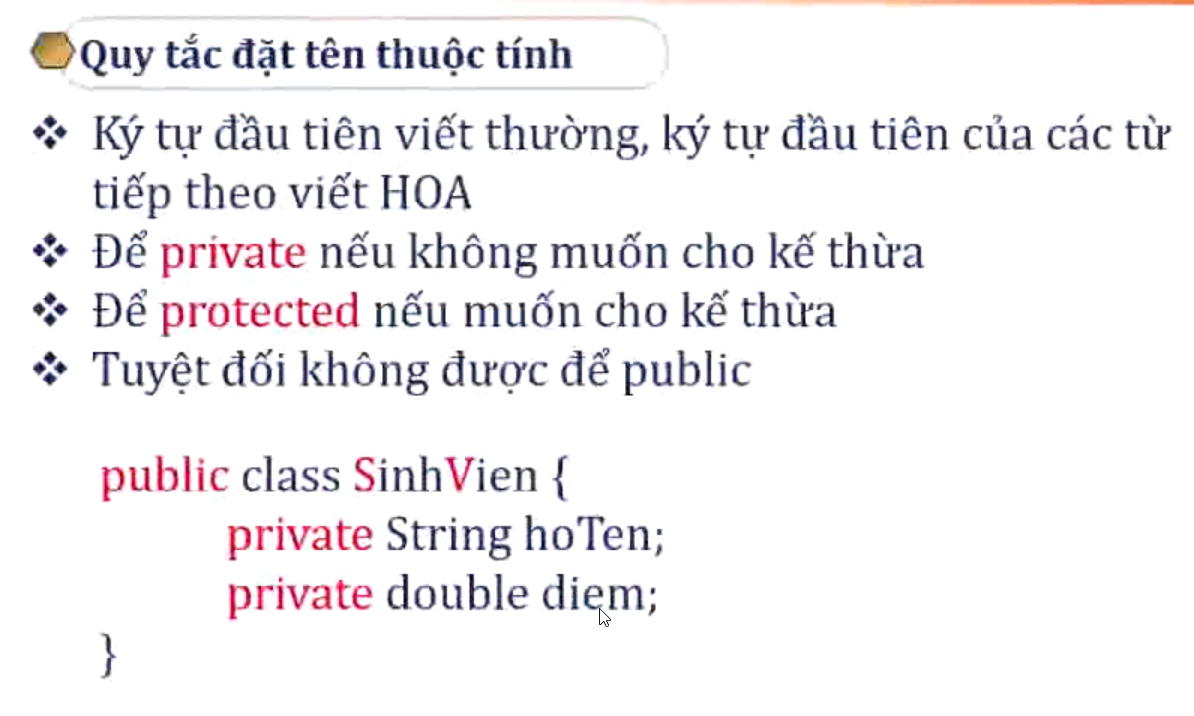 Quy tắc đặt tên thuộc tính
Ký tự đầu tiên viết thường, ký tự đầu tiên của các từ
tiếp theo viết HOA
Để private nếu không muốn cho kế thừa
Để protected nếu muốn cho kế thừa
Tuyệt đối không được để public
public class SinhVien {
private String hoTen;
private double diem;
}